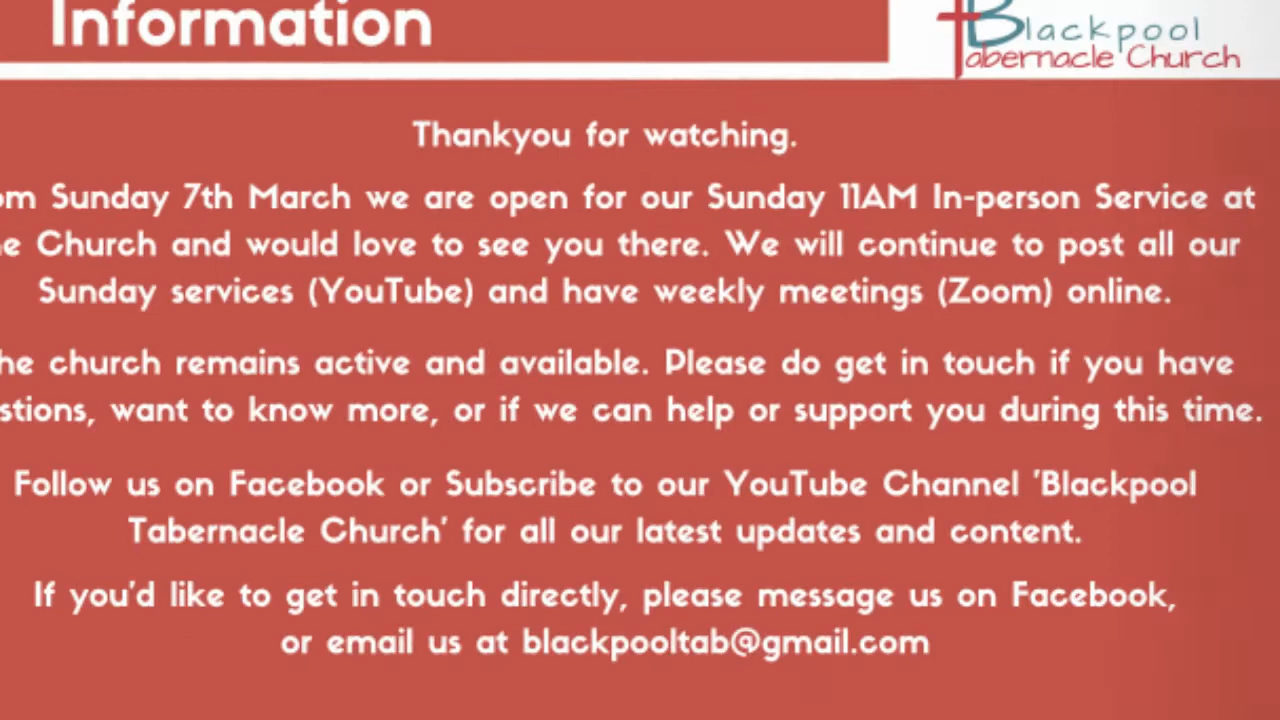 Information
Blackpool
Tabernacle Church
Thankyou for watching.
om Sunday 7th March we are open for our Sunday 11AM In-person Service at
e Church and would love to see you there. We will continue to post all our
Sunday services (YouTube) and have weekly meetings (Zoom) online.
he church remains active and available. Please do get in touch if you have
stions, want to know more, or if we can help or support you during this time.
Follow us on Facebook or Subscribe to our YouTube Channel 'Blackpool
Tabernacle Church' for all our latest updates and content.
If you'd like to get in touch directly, please message us on Facebook,
or email us at blackpooltab@gmail.com